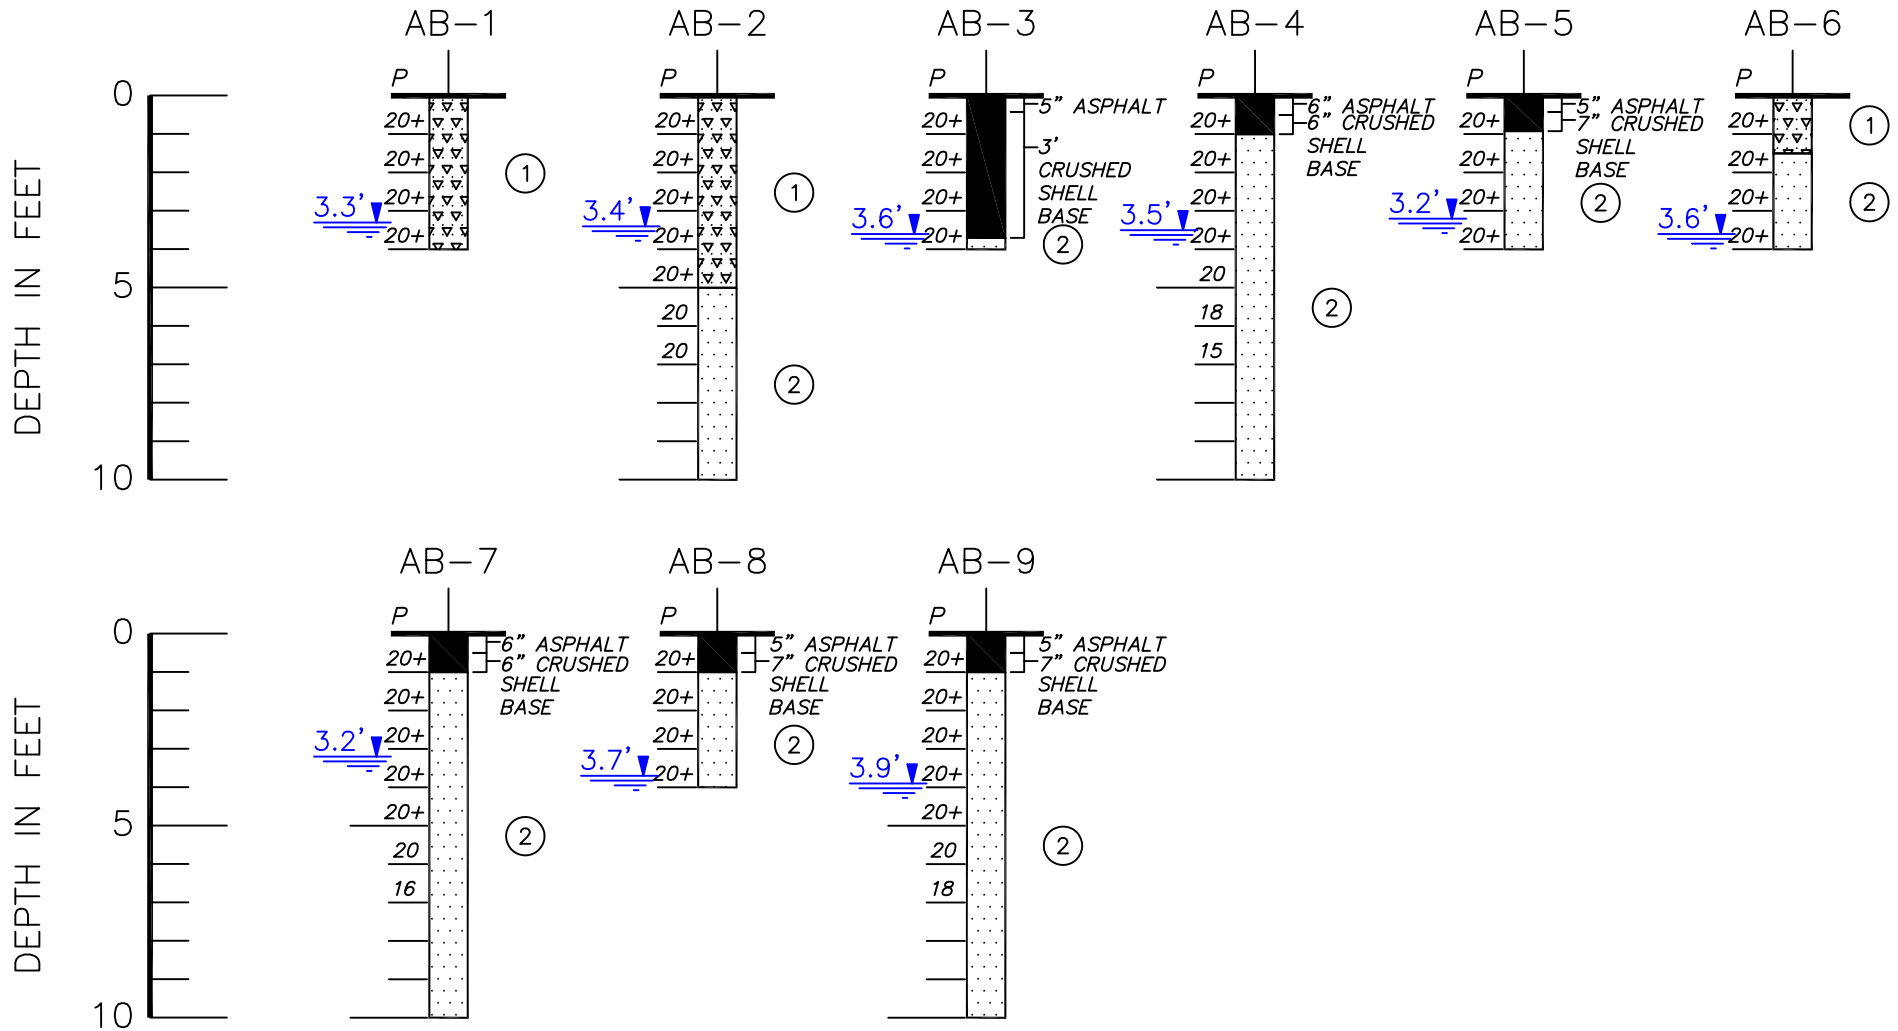 AB-1 AB-2 AB-3 AB-4 AB-5 AB-6
P P P P P P
DEPTH IN FEET
0
5
10
20+
20+
20+
20+
3.3'
1
20+
20+
20+
20+
20+
20
20
3.4'
1
2
20+
20+
20+
20+
3.6'
5" ASPHALT
3'
CRUSHED
SHELL
BASE
2
20+
20+
20+
20+
20
18
15
3.5'
6" ASPHALT
6" CRUSHED
SHELL
BASE
2
20+
20+
20+
20+
3.2'
5" ASPHALT
7" CRUSHED
SHELL
BASE
2
20+
20+
20+
20+
3.6'
1
2
AB-7 AB-8 AB-9
P P P
DEPTH IN FEET
0
5
10
20+
20+
20+
20+
20+
20
16
3.2'
6" ASPHALT
6" CRUSHED
SHELL
BASE
2
20+
20+
20+
20+
3.7'
5" ASPHALT
7" CRUSHED
SHELL
BASE
2
20+
20+
20+
20+
20+
20
18
3.9'
5" ASPHALT
7" CRUSHED
SHELL
BASE
2